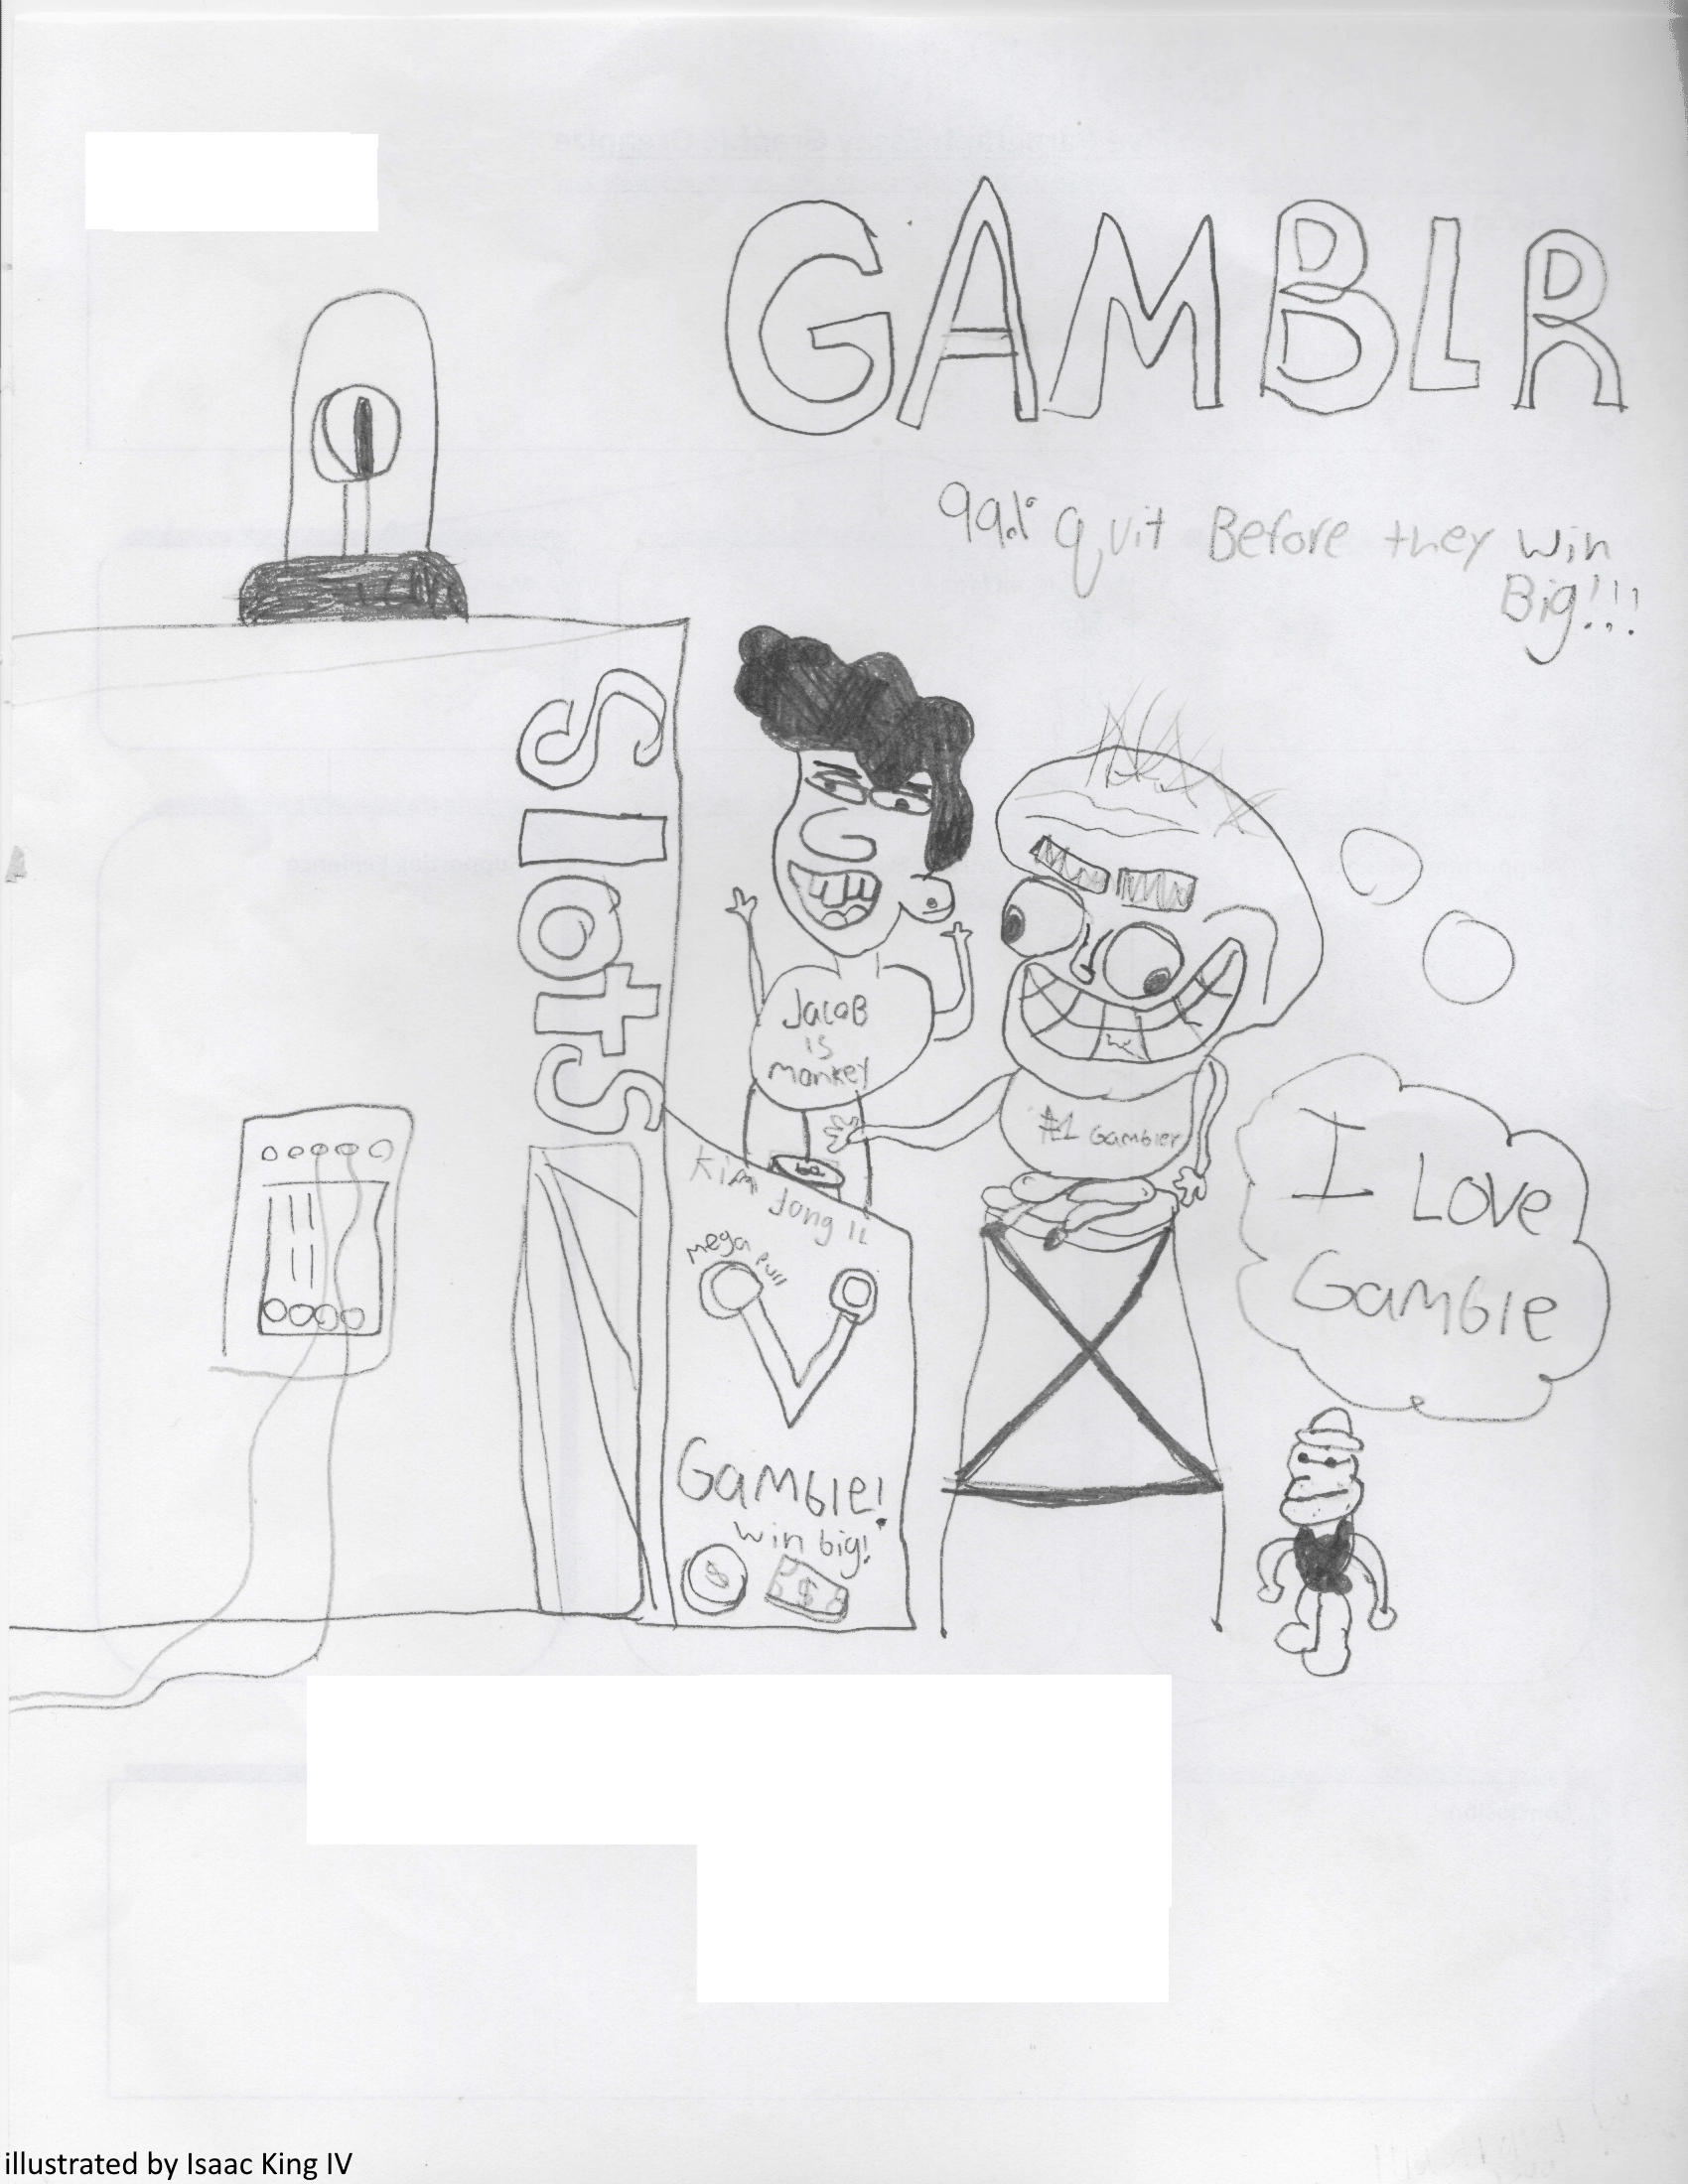 GAMBLR
99% quit Before they win
Big!!!
Slots
JacoB
is
monkey
#1 Gambler
Kim Jong Il
Mega Pull
I Love
Gamble
Gamble!
win big!
$
$
illustrated by Isaac King IV